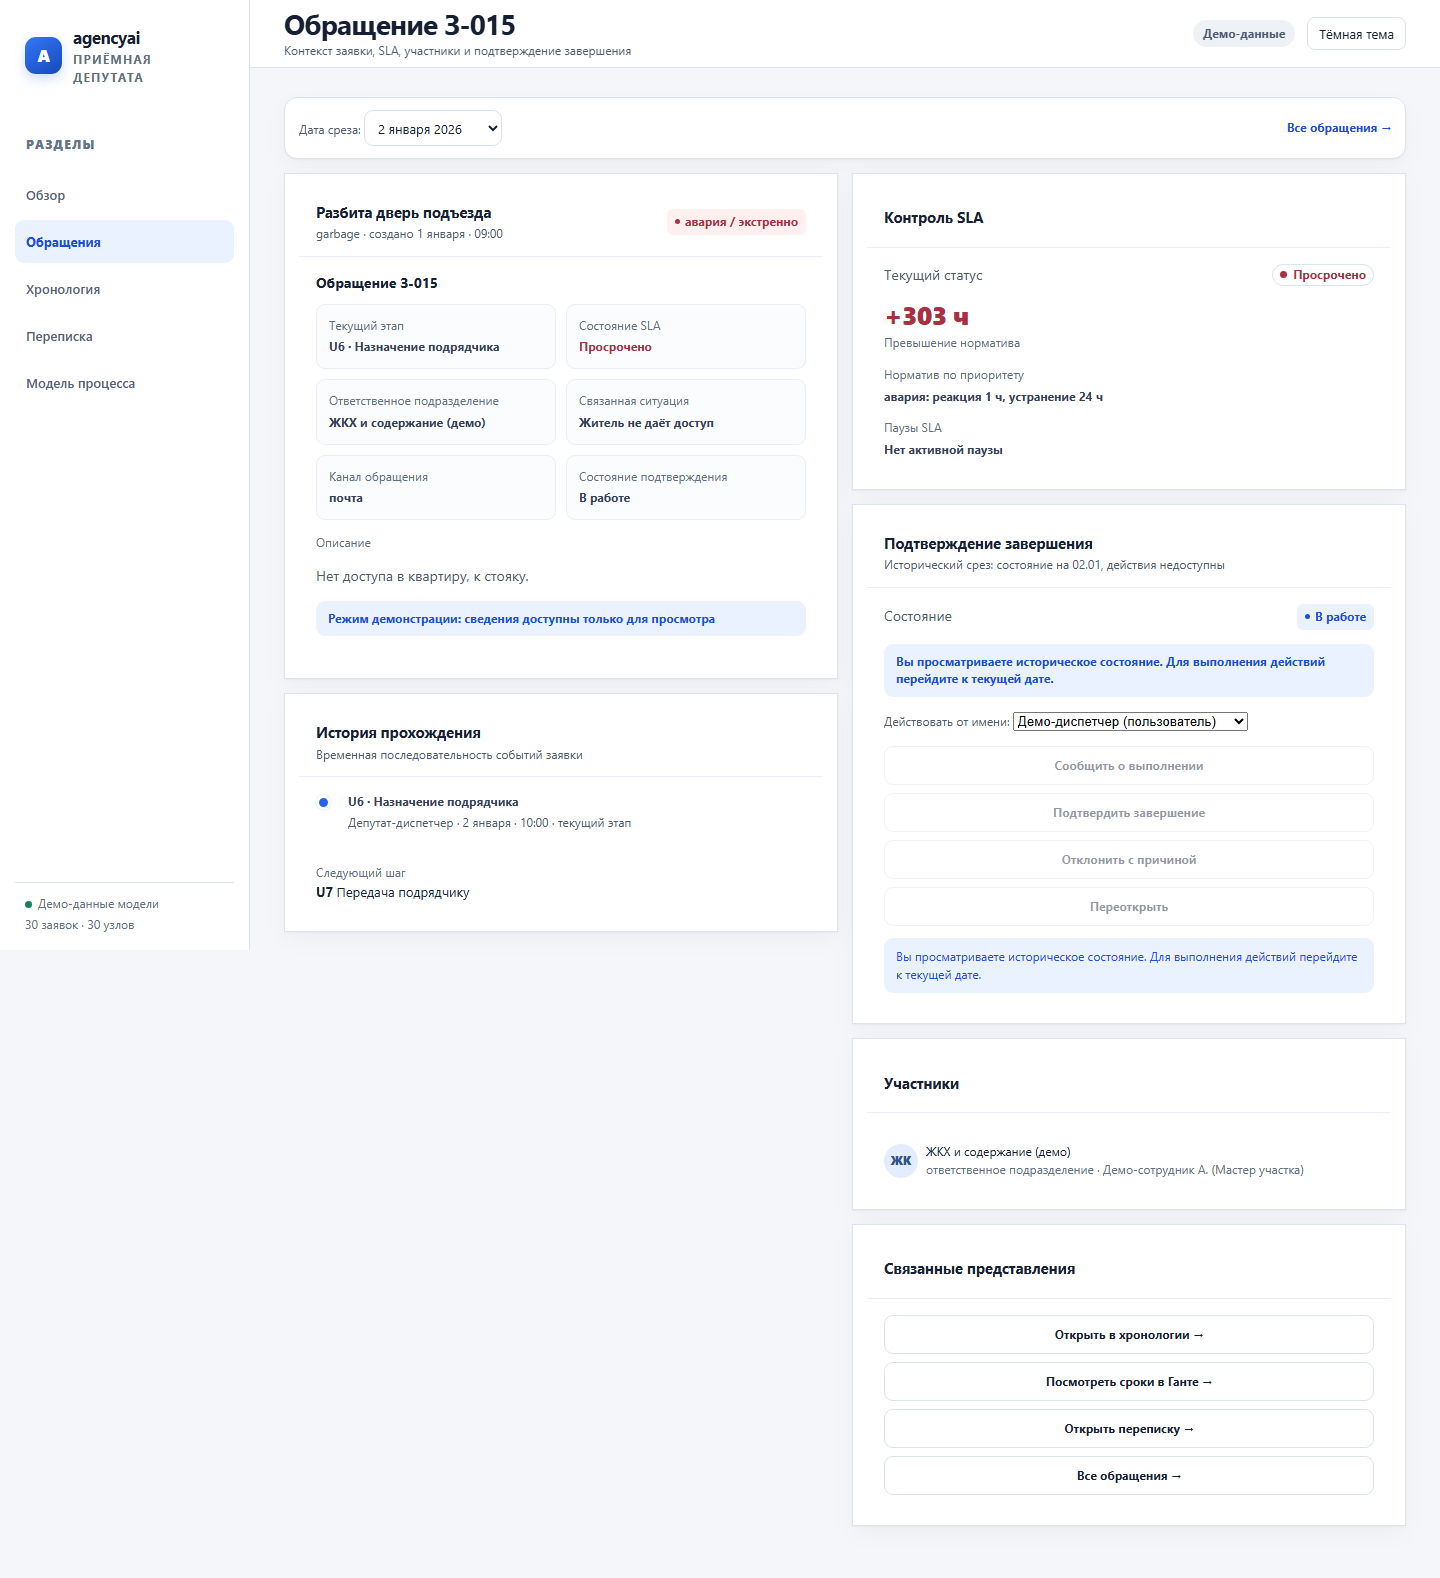 A
agencyai
ПРИЁМНАЯ
ДЕПУТАТА
РАЗДЕЛЫ
Обзор
Обращения
Хронология
Переписка
Модель процесса
Демо-данные модели
30 заявок · 30 узлов
Обращение 3-015
Контекст заявки, SLA, участники и подтверждение завершения
Демо-данные
Тёмная тема
Дата среза:
2 января 2026
Все обращения →
Разбита дверь подъезда
garbage · создано 1 января · 09:00
авария / экстренно
Обращение 3-015
Текущий этап
U6 · Назначение подрядчика
Состояние SLA
Просрочено
Ответственное подразделение
ЖКХ и содержание (демо)
Связанная ситуация
Житель не даёт доступ
Канал обращения
почта
Состояние подтверждения
В работе
Описание
Нет доступа в квартиру, к стояку.
Режим демонстрации: сведения доступны только для просмотра
История прохождения
Временная последовательность событий заявки
U6 · Назначение подрядчика
Депутат-диспетчер · 2 января · 10:00 · текущий этап
Следующий шаг
U7 Передача подрядчику
Контроль SLA
Текущий статус
Просрочено
+303 ч
Превышение норматива
Норматив по приоритету
авария: реакция 1 ч, устранение 24 ч
Паузы SLA
Нет активной паузы
Подтверждение завершения
Исторический срез: состояние на 02.01, действия недоступны
Состояние
В работе
Вы просматриваете историческое состояние. Для выполнения действий
перейдите к текущей дате.
Действовать от имени:
Демо-диспетчер (пользователь)
Сообщить о выполнении
Подтвердить завершение
Отклонить с причиной
Переоткрыть
Вы просматриваете историческое состояние. Для выполнения действий перейдите
к текущей дате.
Участники
ЖК
ЖКХ и содержание (демо)
ответственное подразделение · Демо-сотрудник А. (Мастер участка)
Связанные представления
Открыть в хронологии →
Посмотреть сроки в Ганте →
Открыть переписку →
Все обращения →